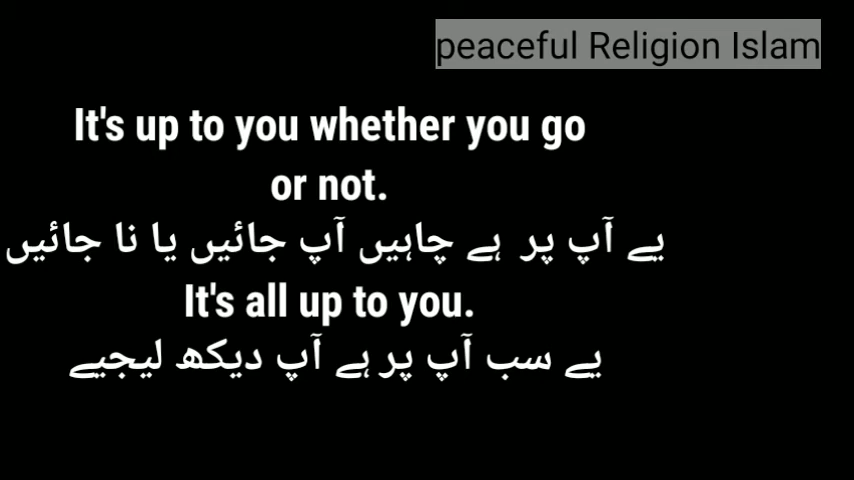 peaceful Religion Islam
It's up to you whether you go
or not.
یے آپ پر ہے چاہیں آپ جائیں یا نا جائیں
It's all up to you.
یے سب آپ پر ہے آپ دیکھ لیجیے